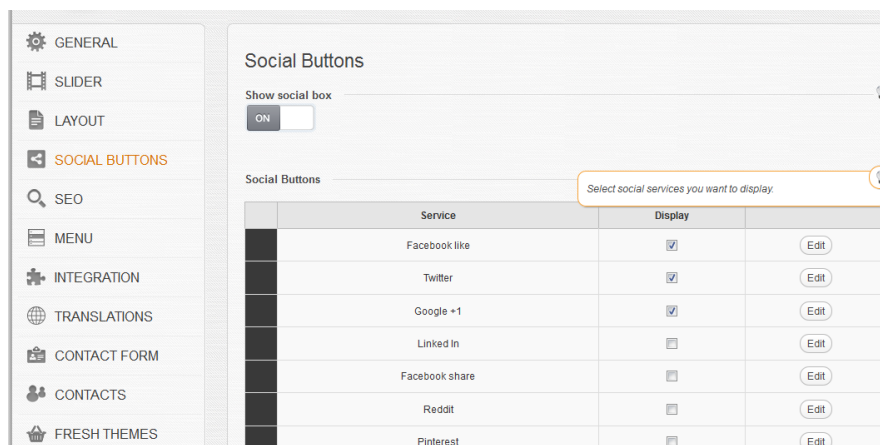 GENERAL
SLIDER
LAYOUT
SOCIAL BUTTONS
SEO
MENU
INTEGRATION
TRANSLATIONS
CONTACT FORM
CONTACTS
FRESH THEMES
Social Buttons
Show social box
ON
Social Buttons
Select social services you want to display.
Service Display
Facebook like Edit
Twitter Edit
Google +1 Edit
Linked In Edit
Facebook share Edit
Reddit Edit
Pinterest Edit